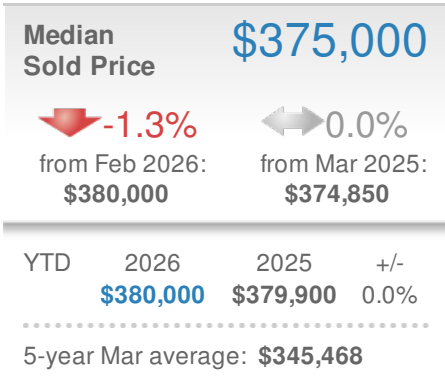 Median
Sold Price
$375,000
-1.3%
from Feb 2026:
$380,000
0.0%
from Mar 2025:
$374,850
YTD 2026 2025 +/-
$380,000 $379,900 0.0%
5-year Mar average: $345,468